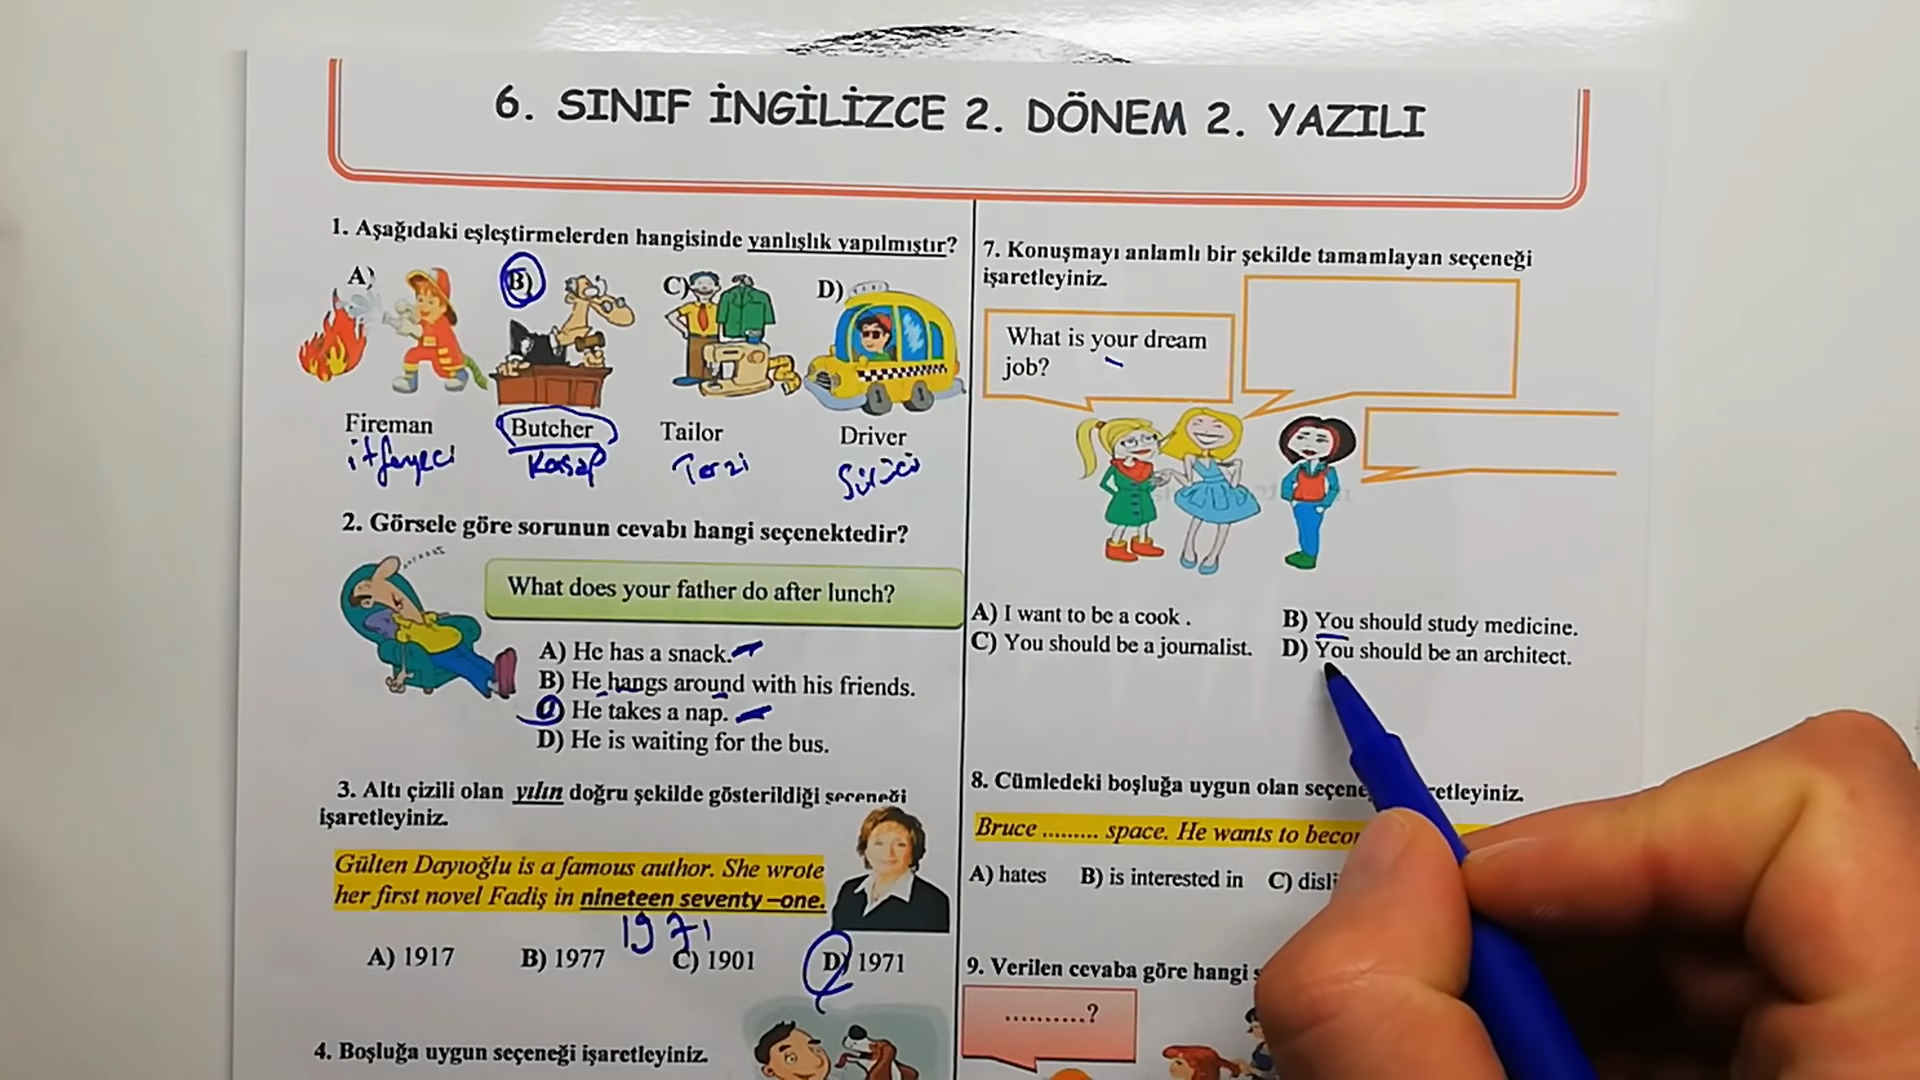 6. SINIF İNGİLİZCE 2. DÖNEM 2. YAZILI
1. Aşağıdaki eşleştirmelerden hangisinde yanlışlık yapılmıştır?
A) B) C) D)
Fireman Butcher Tailor Driver
itfayeci Kasap Terzi Sürücü
2. Görsele göre sorunun cevabı hangi seçenektedir?
What does your father do after lunch?
A) He has a snack.
B) He hangs around with his friends.
He takes a nap.
D) He is waiting for the bus.
3. Altı çizili olan yılın doğru şekilde gösterildiği seçeneği
işaretleyiniz.
Gülten Dayıoğlu is a famous author. She wrote
her first novel Fadiş in nineteen seventy –one.
1971
A) 1917 B) 1977 C) 1901 D) 1971
4. Boşluğa uygun seçeneği işaretleyiniz.
7. Konuşmayı anlamlı bir şekilde tamamlayan seçeneği
işaretleyiniz.
What is your dream
job?
A) I want to be a cook . B) You should study medicine.
C) You should be a journalist. D) You should be an architect.
8. Cümledeki boşluğa uygun olan seçene etleyiniz.
Bruce ......... space. He wants to becor
A) hates B) is interested in C) disli
9. Verilen cevaba göre hangi s
..........?